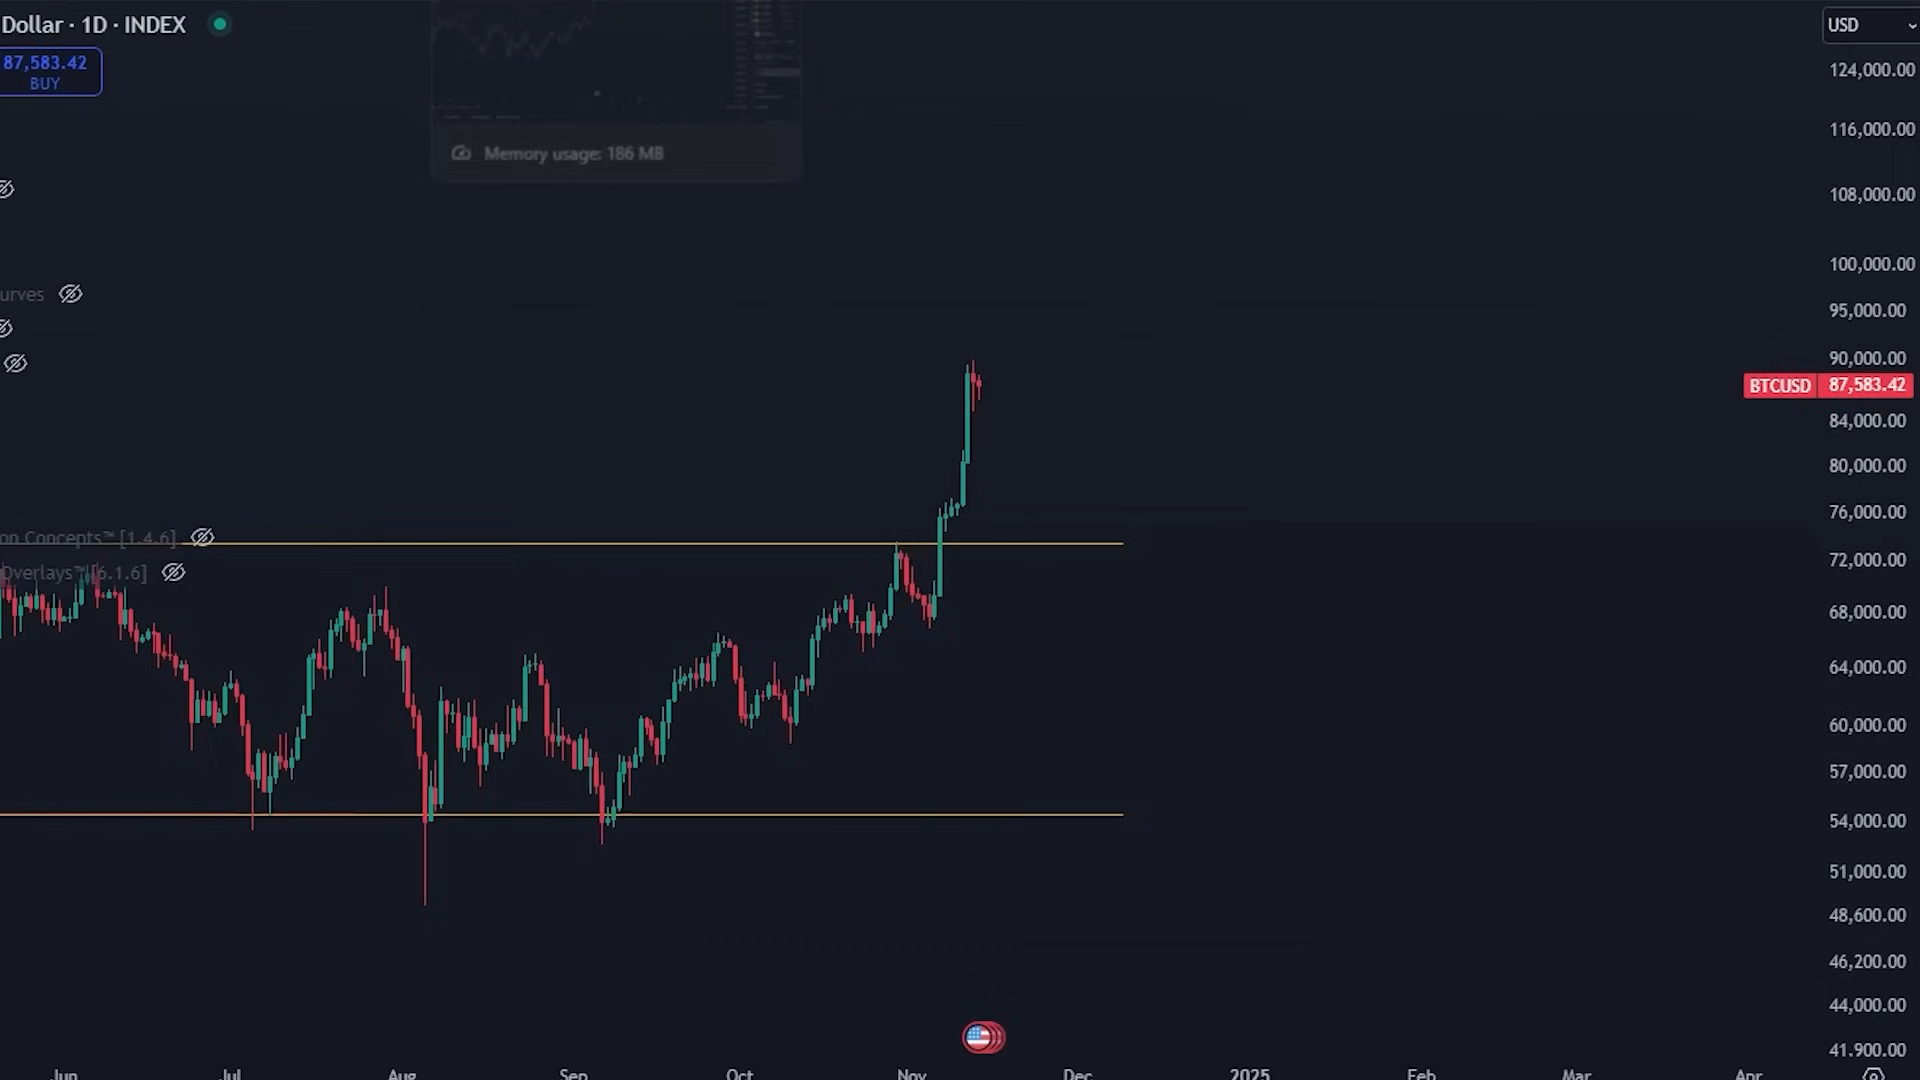 Dollar · 1D · INDEX
USD
87,583.42
BUY
Memory usage: 186 MB
urves
on Concepts™ [1.4.6]
Overlays™ [6.1.6]
124,000.00
116,000.00
108,000.00
100,000.00
95,000.00
90,000.00
BTCUSD 87,583.42
84,000.00
80,000.00
76,000.00
72,000.00
68,000.00
64,000.00
60,000.00
57,000.00
54,000.00
51,000.00
48,600.00
46,200.00
44,000.00
41,900.00
Jun Jul Aug Sep Oct Nov Dec 2025 Feb Mar Apr